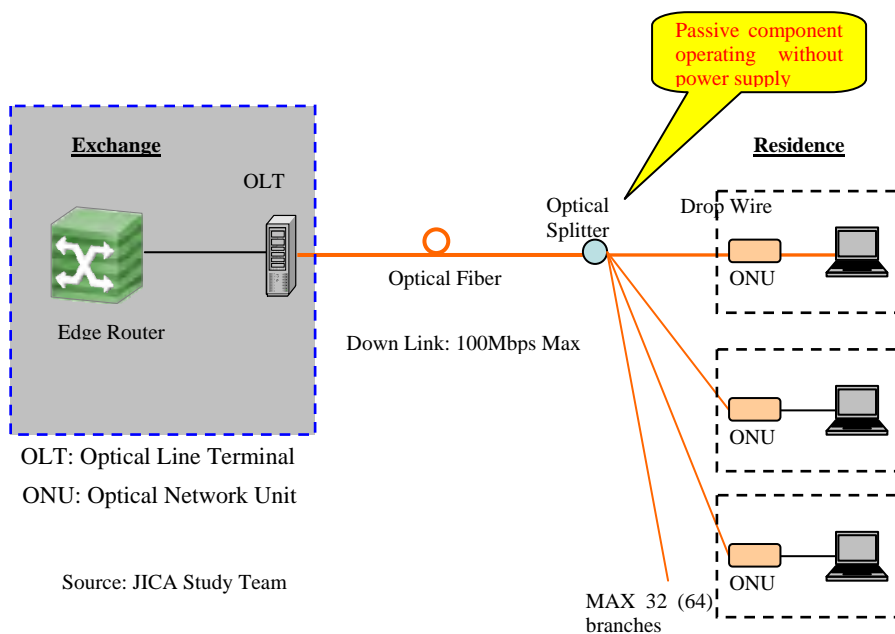 Passive component
operating without
power supply
Exchange
Residence
OLT
Optical
Splitter
Drop Wire
Optical Fiber
ONU
Edge Router
Down Link: 100Mbps Max
ONU
OLT: Optical Line Terminal
ONU: Optical Network Unit
Source: JICA Study Team
ONU
MAX 32 (64)
branches